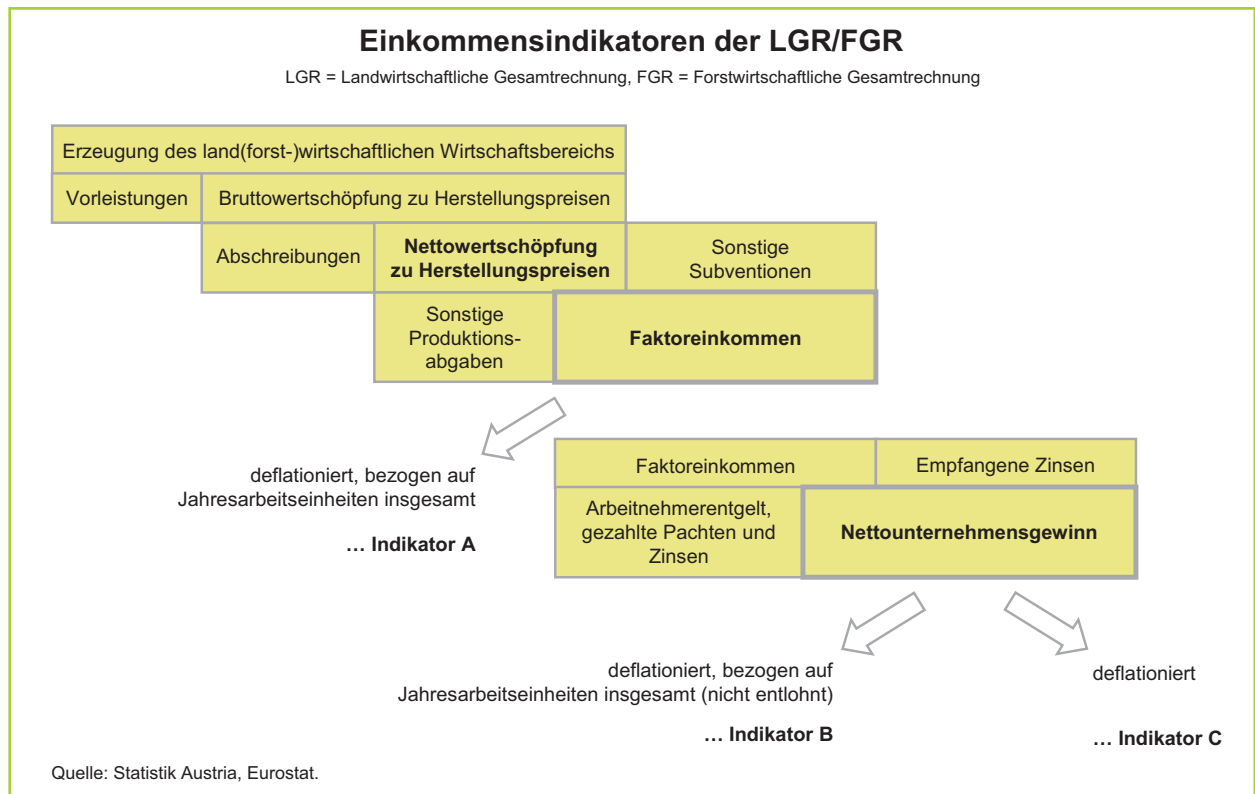 Einkommensindikatoren der LGR/FGR
LGR = Landwirtschaftliche Gesamtrechnung, FGR = Forstwirtschaftliche Gesamtrechnung
Erzeugung des land(forst-)wirtschaftlichen Wirtschaftsbereichs
Vorleistungen
Bruttowertschöpfung zu Herstellungspreisen
Abschreibungen
Nettowertschöpfung
zu Herstellungspreisen
Sonstige
Subventionen
Sonstige
Produktions-
abgaben
Faktoreinkommen
deflationiert, bezogen auf
Jahresarbeitseinheiten insgesamt
... Indikator A
Faktoreinkommen
Empfangene Zinsen
Arbeitnehmerentgelt,
gezahlte Pachten und
Zinsen
Nettounternehmensgewinn
deflationiert, bezogen auf
Jahresarbeitseinheiten insgesamt (nicht entlohnt)
... Indikator B
deflationiert
... Indikator C
Quelle: Statistik Austria, Eurostat.